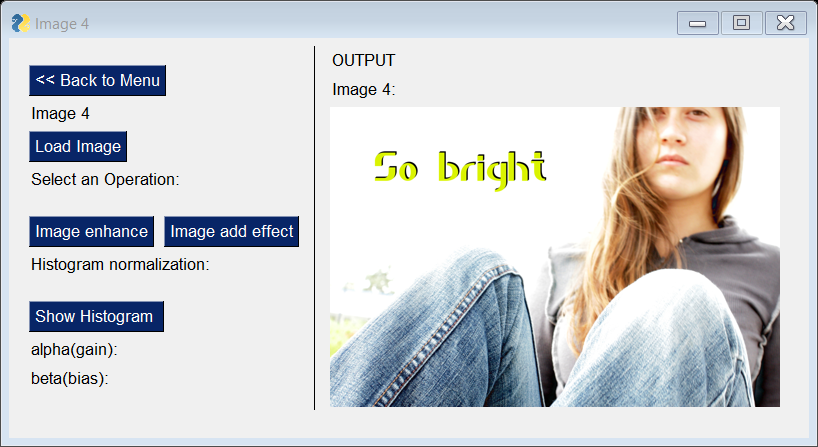 Image 4
<< Back to Menu
Image 4
Load Image
Select an Operation:
Image enhance
Image add effect
Histogram normalization:
Show Histogram
alpha(gain):
beta(bias):
OUTPUT
Image 4:
So bright